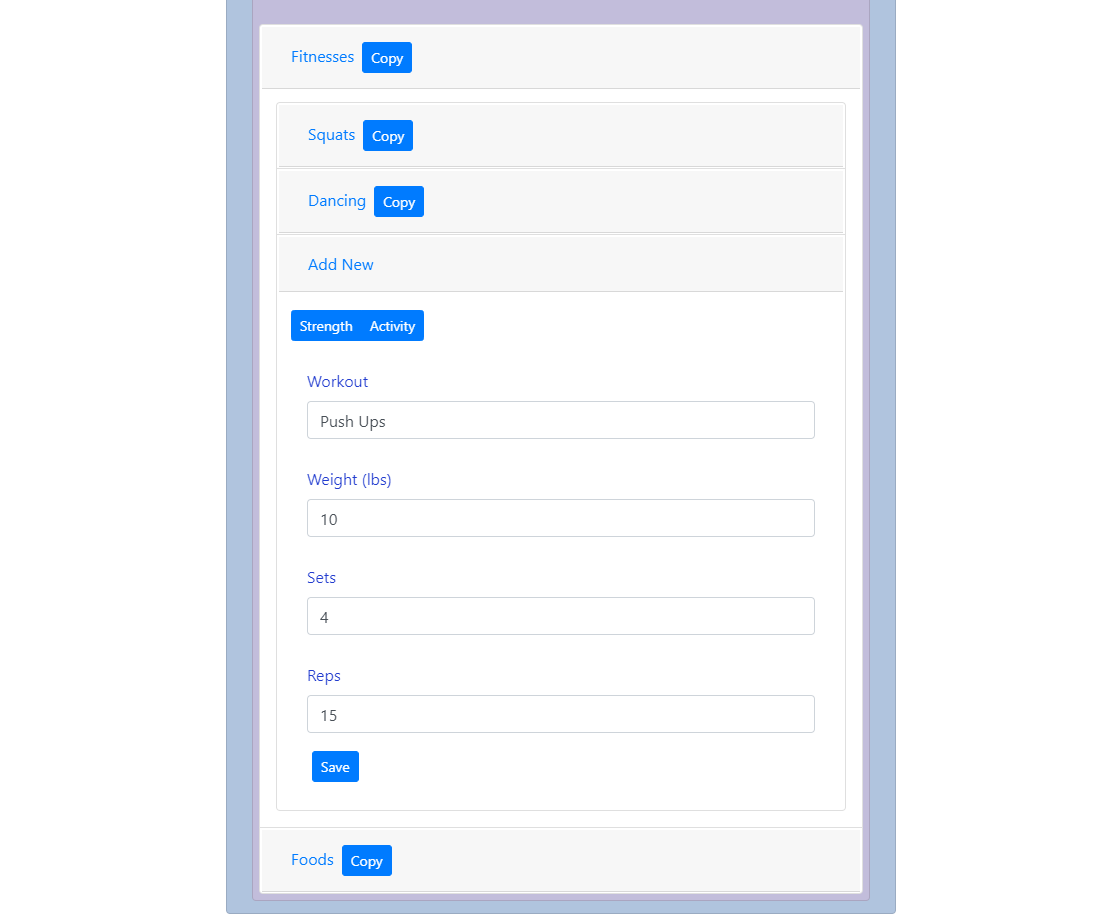 Fitnesses Copy
Squats Copy
Dancing Copy
Add New
Strength Activity
Workout
Push Ups
Weight (lbs)
10
Sets
4
Reps
15
Save
Foods Copy